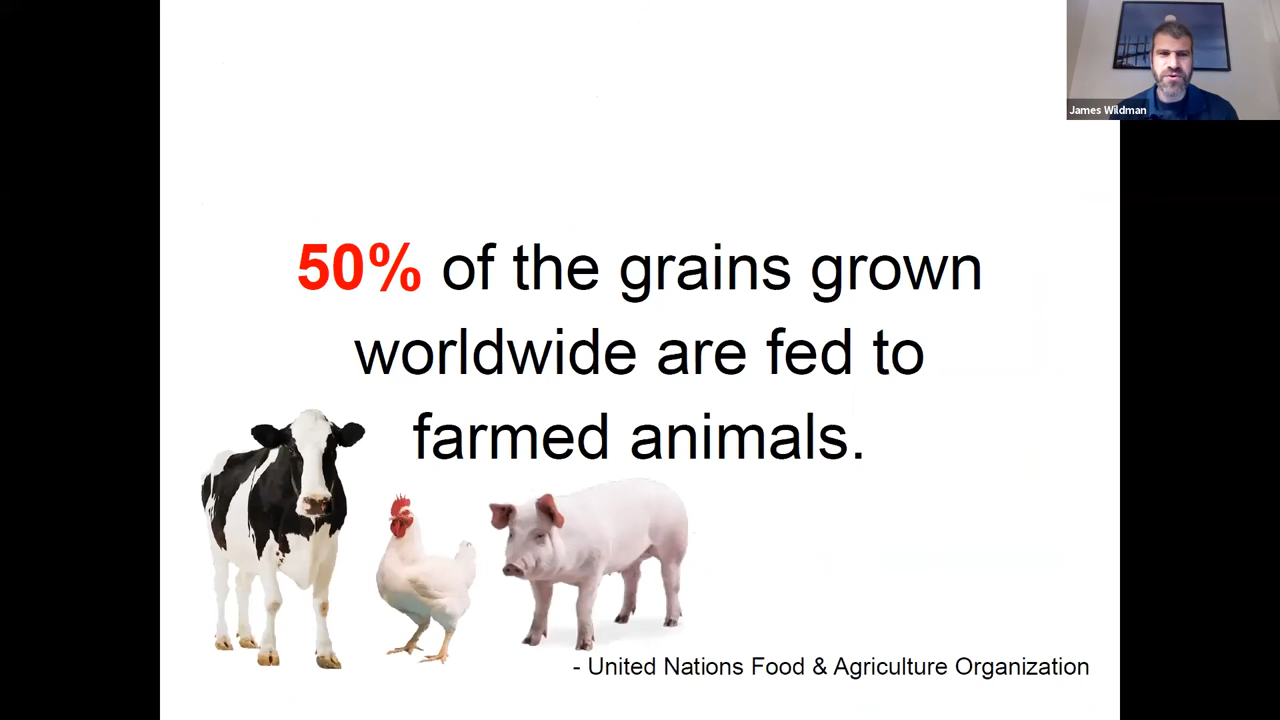 James Wildman
50% of the grains grown
worldwide are fed to
farmed animals.
- United Nations Food & Agriculture Organization